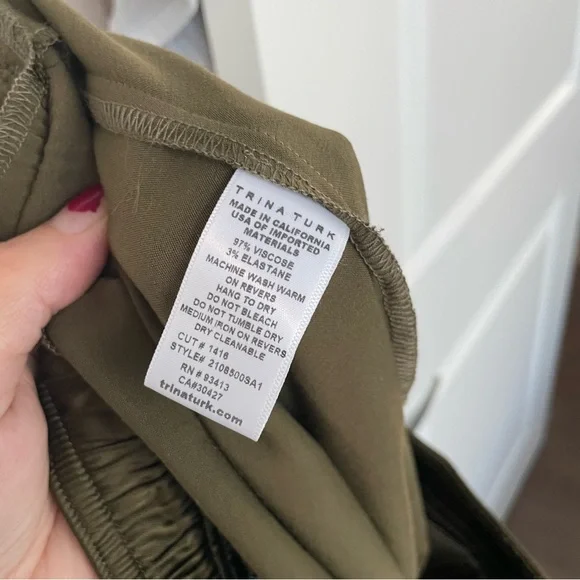 TRINA TURK
MADE IN CALIFORNIA
USA OF IMPORTED
MATERIALS
97% VISCOSE
3% ELASTANE
MACHINE WASH WARM
ON REVERS
HANG TO DRY
DO NOT BLEACH
DO NOT TUMBLE DRY
MEDIUM IRON ON REVERS
DRY CLEANABLE
CUT # 1416
STYLE# 2108500SA1
RN # 93413
CA#30427
trinaturk.com